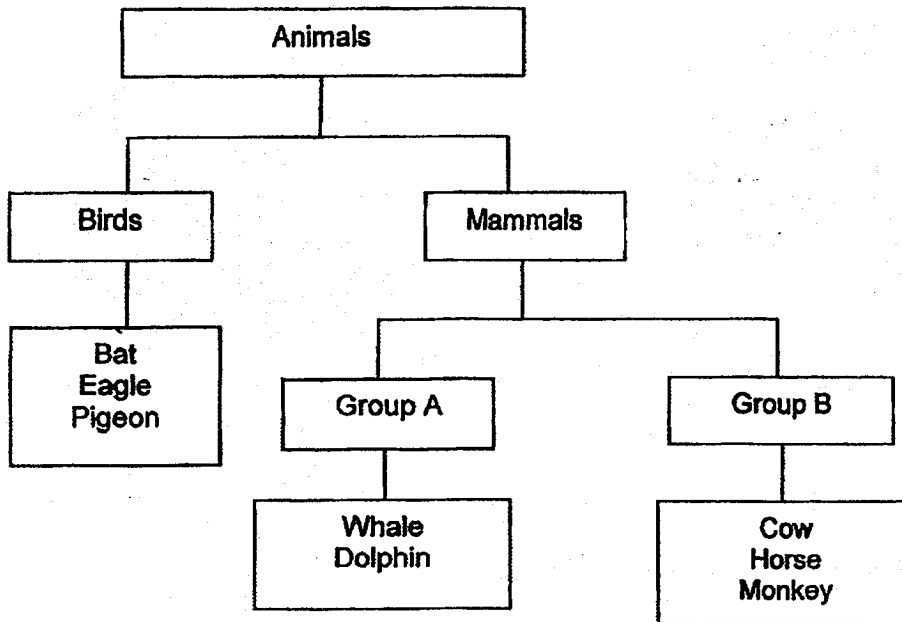 Animals
Birds
Mammals
Bat
Eagle
Pigeon
Group A
Group B
Whale
Dolphin
Cow
Horse
Monkey